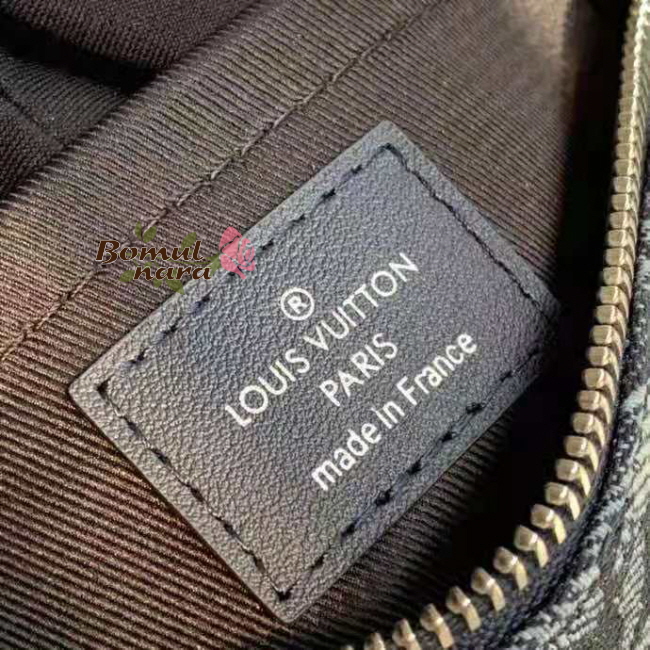 Bomul
nara
®
LOUIS VUITTON
PARIS
made in France